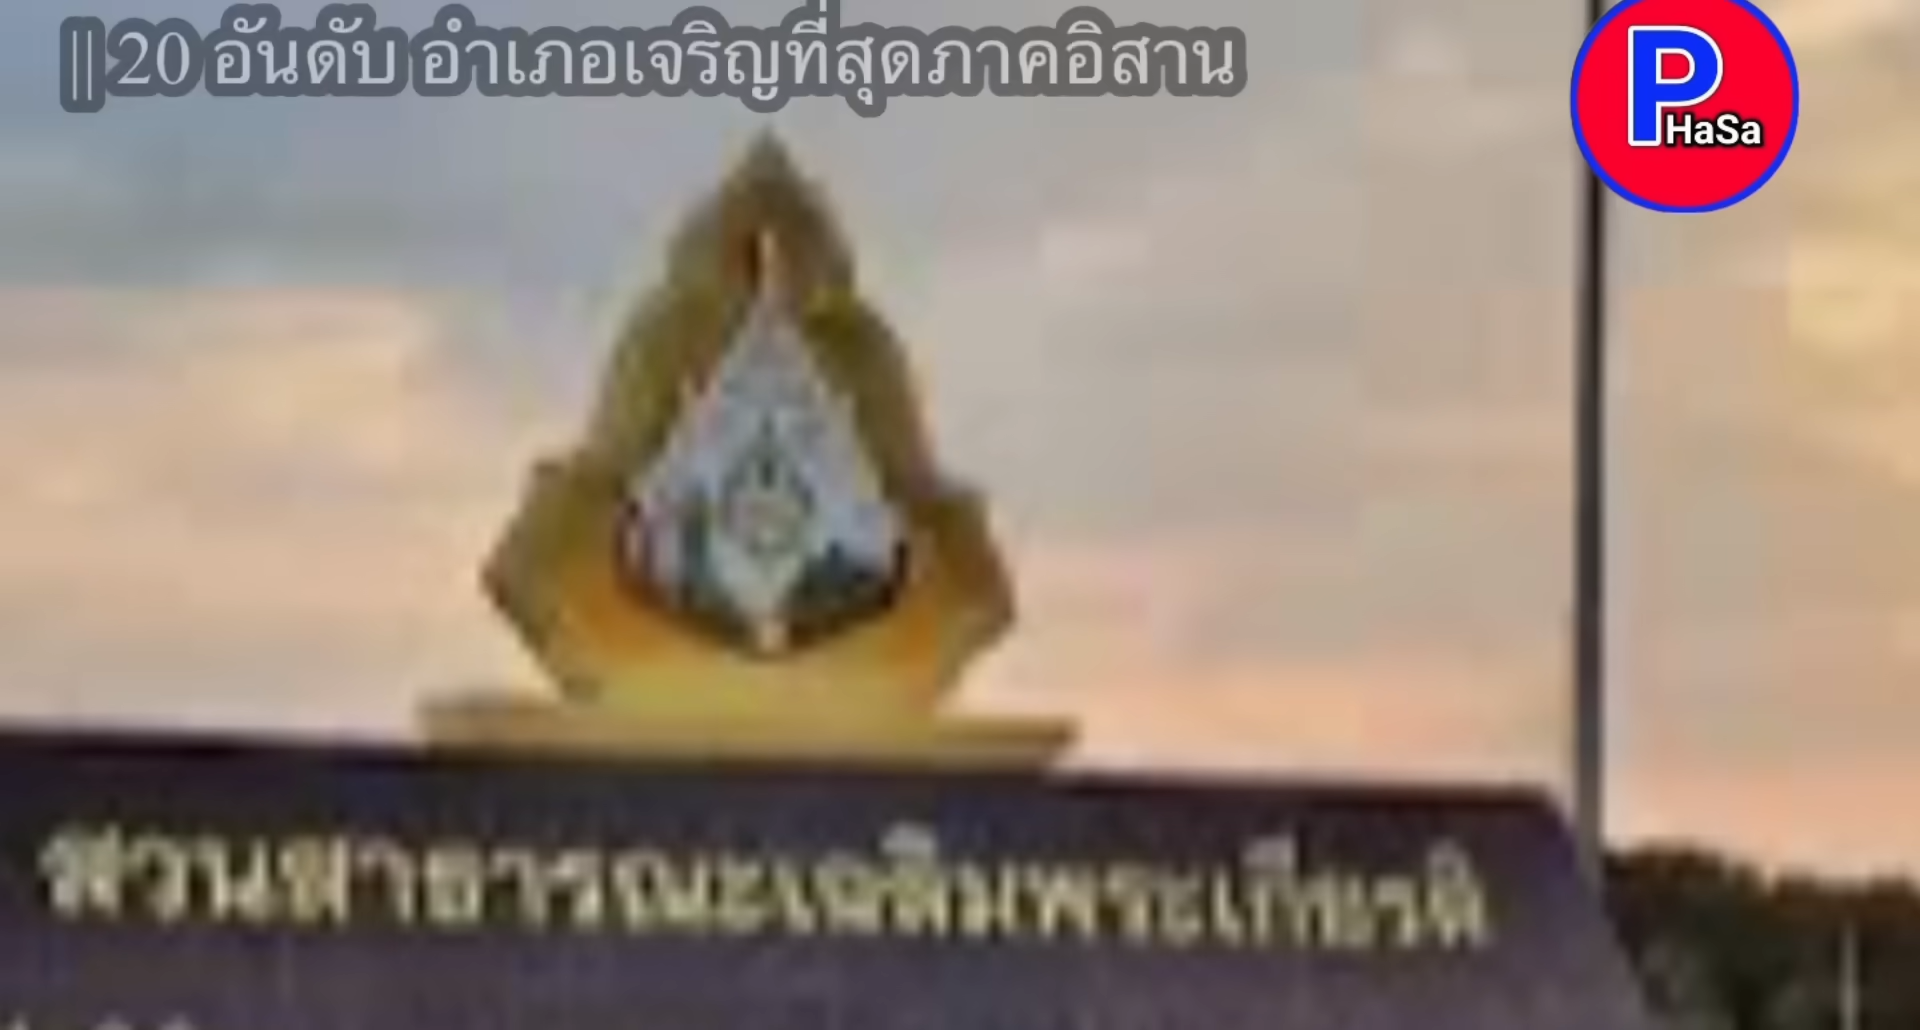 ||20 อันดับ อำเภอเจริญที่สุดภาคอิสาน
PHaSa
สวนสาธารณะเฉลิมพระเกียรติ